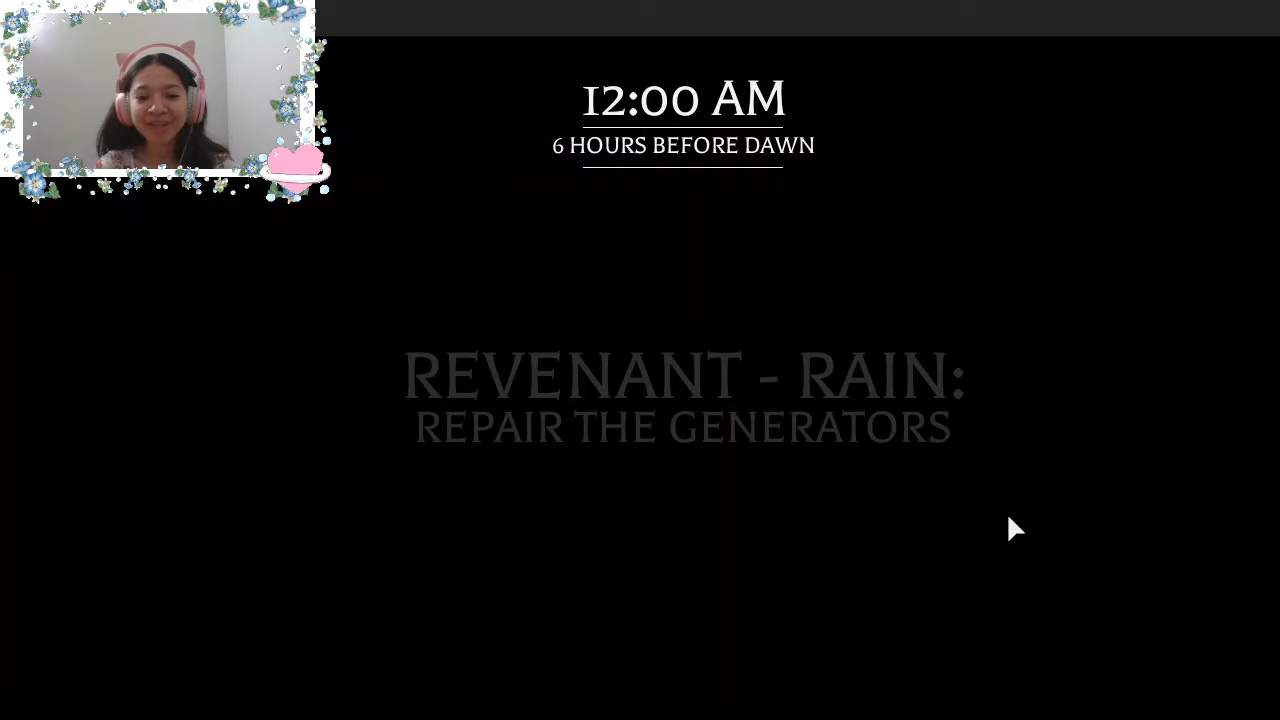 12:00 AM
6 HOURS BEFORE DAWN
REVENANT - RAIN:
REPAIR THE GENERATORS